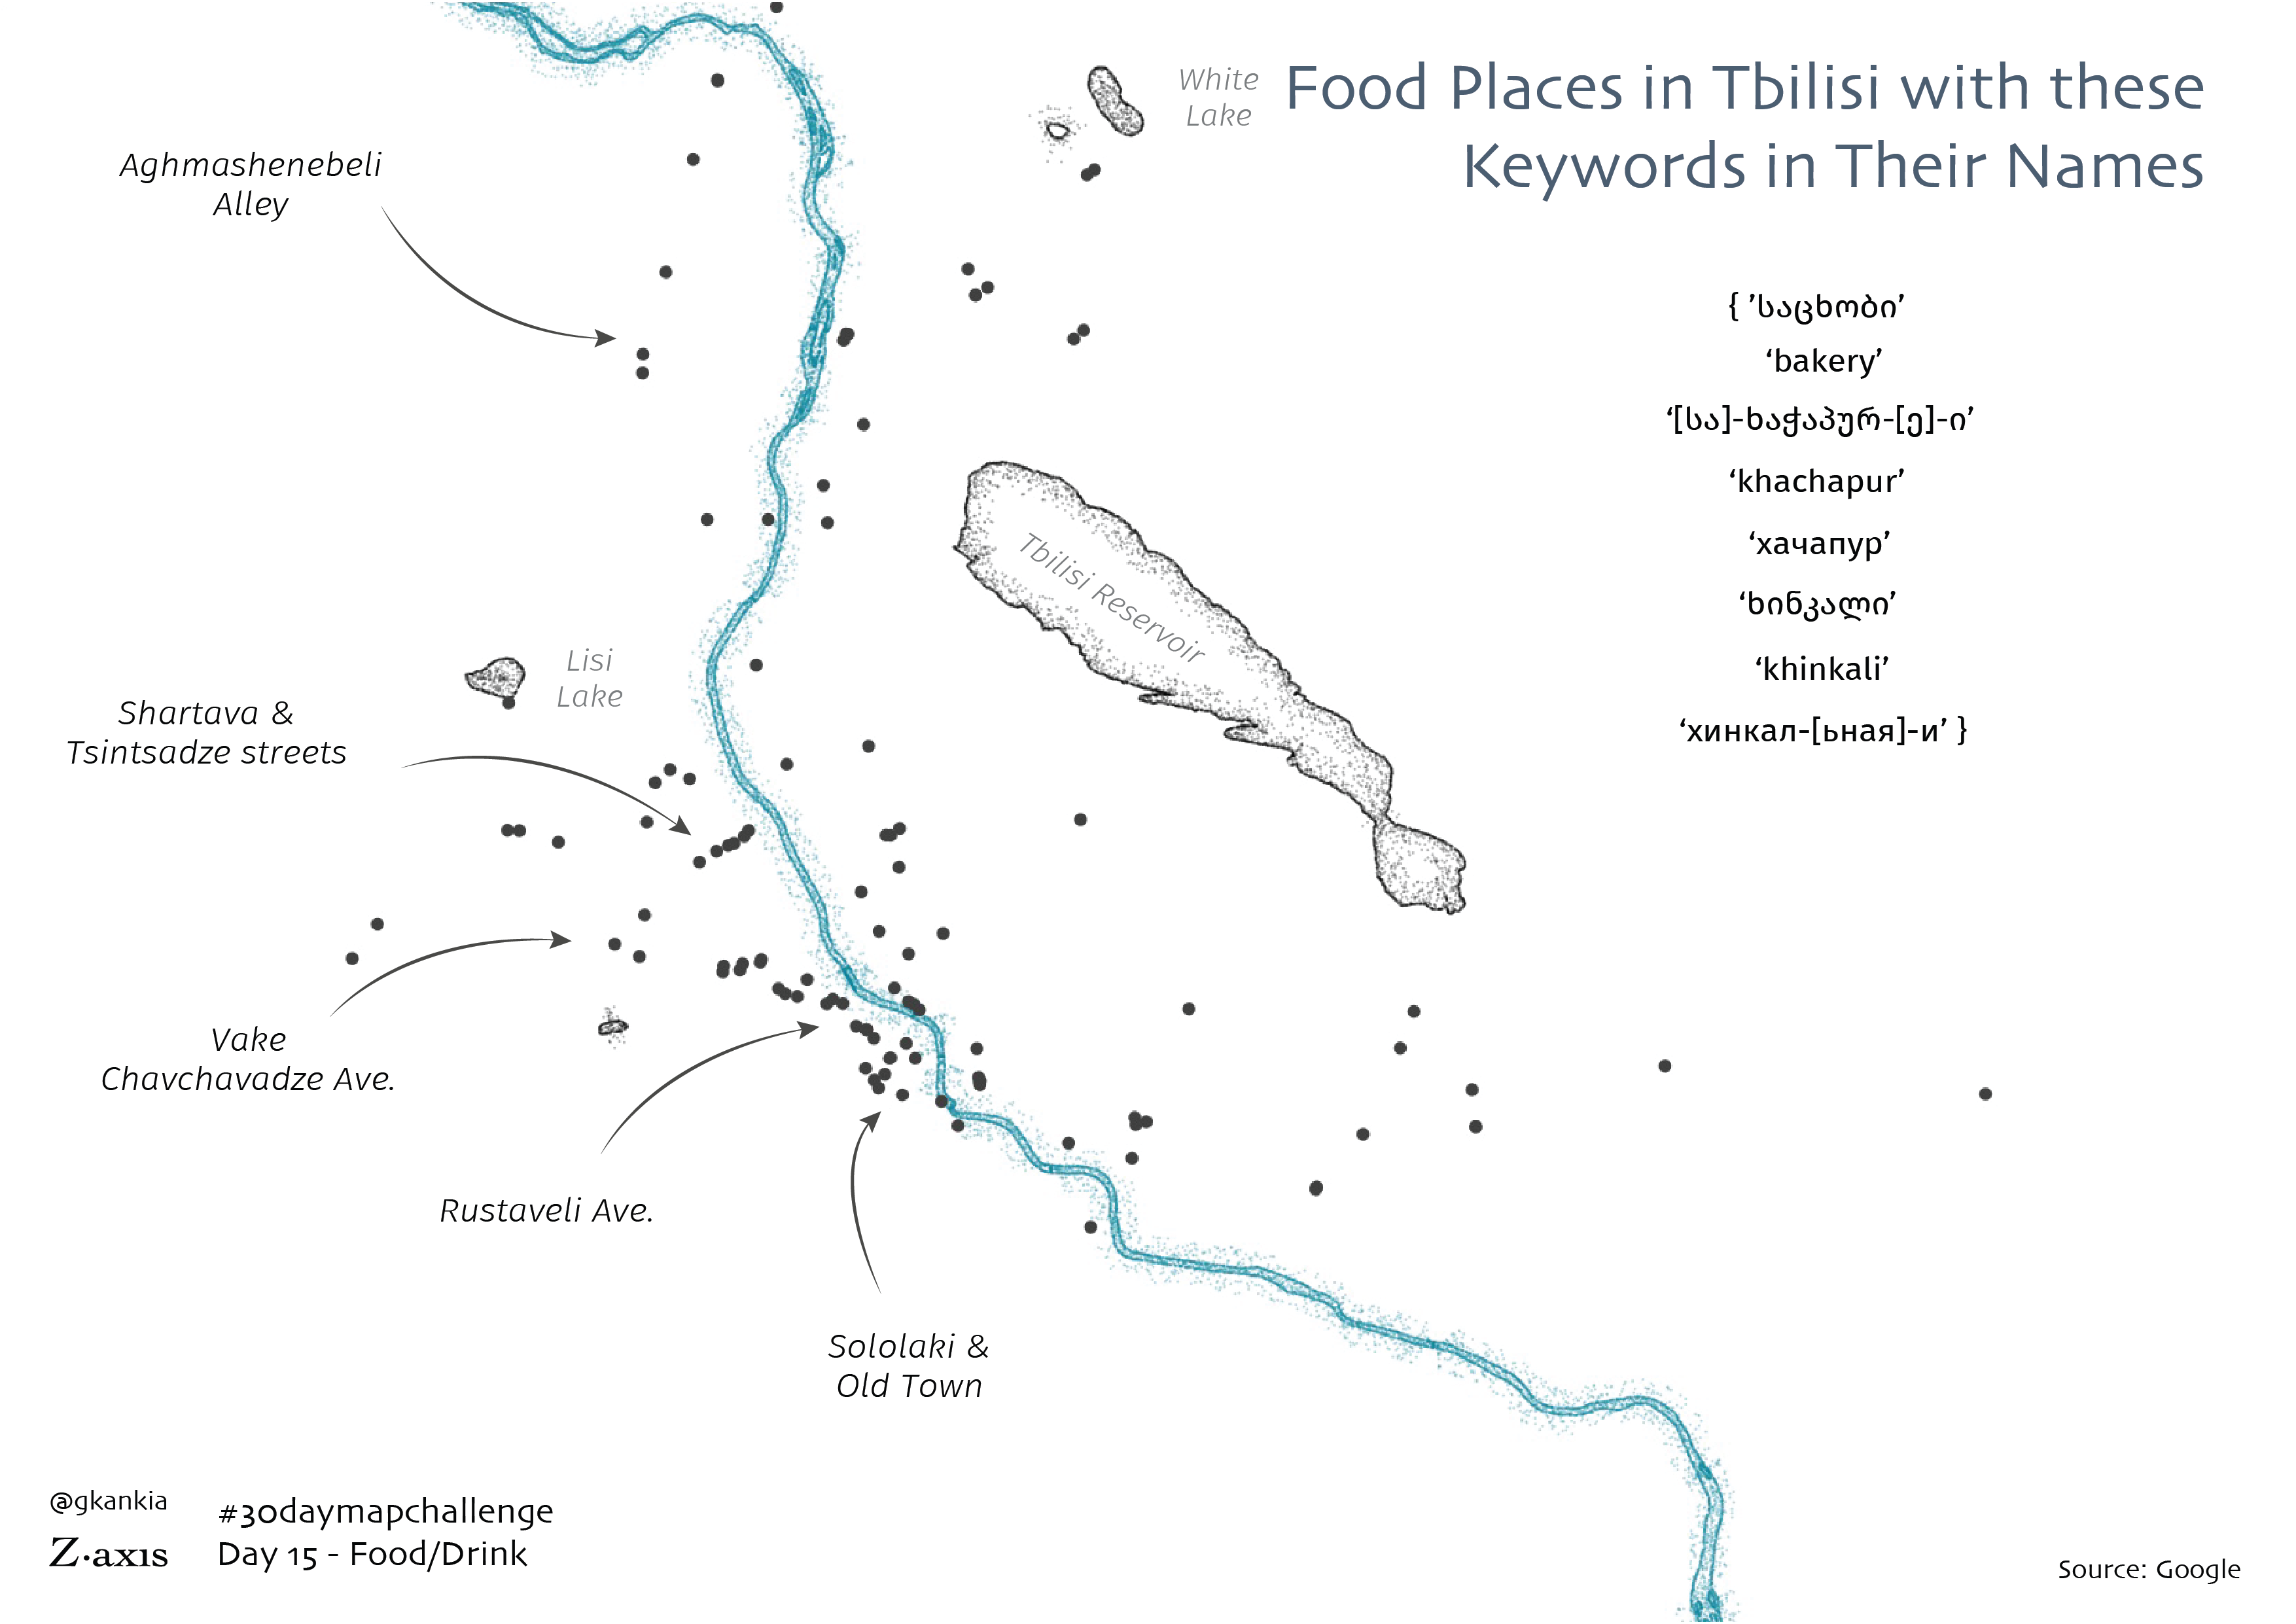 Food Places in Tbilisi with these
Keywords in Their Names
{ ’საცხობი’
‘bakery’
‘[სა]-ხაჭაპურ-[ე]-ი’
‘khachapur’
‘хачапур’
‘ხინკალი’
‘khinkali’
‘хинкал-[ьная]-и’ }
White
Lake
Aghmashenebeli
Alley
Tbilisi Reservoir
Lisi
Lake
Shartava &
Tsintsadze streets
Vake
Chavchavadze Ave.
Rustaveli Ave.
Sololaki &
Old Town
@gkankia
Z·axis
#30daymapchallenge
Day 15 - Food/Drink
Source: Google